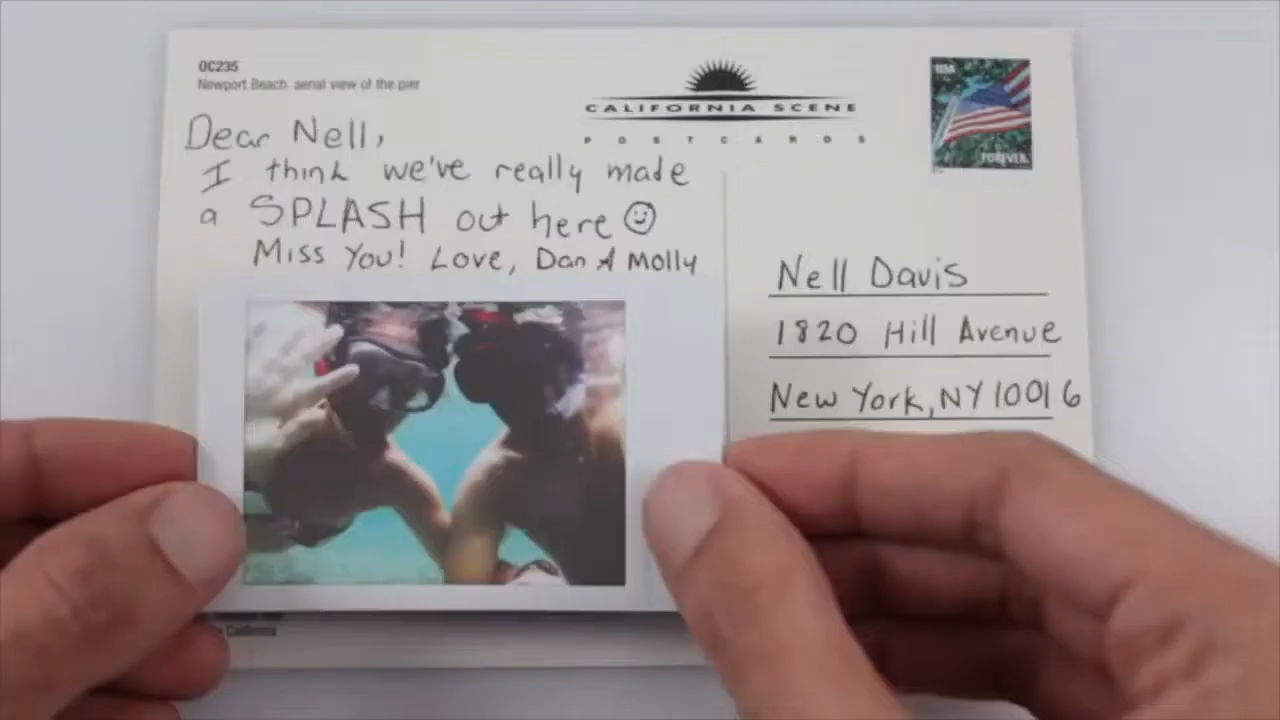 OC235
Newport Beach, aerial view of the pier
CALIFORNIA SCENE
POSTCARDS
USA
FOREVER
Dear Nell,
I think we've really made
a SPLASH out here
Miss You! Love, Dan & Molly
Nell Davis
1820 Hill Avenue
New York, NY 10016
California